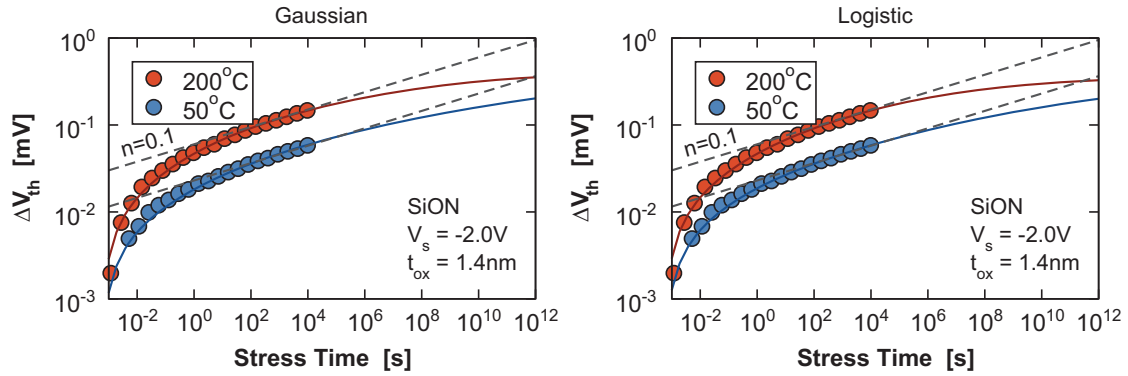 Gaussian
10^0
10^-1
10^-2
10^-3
ΔV_th [mV]
200°C
50°C
n=0.1
SiON
V_s = -2.0V
t_ox = 1.4nm
10^-2 10^0 10^2 10^4 10^6 10^8 10^10 10^12
Stress Time [s]
Logistic
10^0
10^-1
10^-2
10^-3
ΔV_th [mV]
200°C
50°C
n=0.1
SiON
V_s = -2.0V
t_ox = 1.4nm
10^-2 10^0 10^2 10^4 10^6 10^8 10^10 10^12
Stress Time [s]